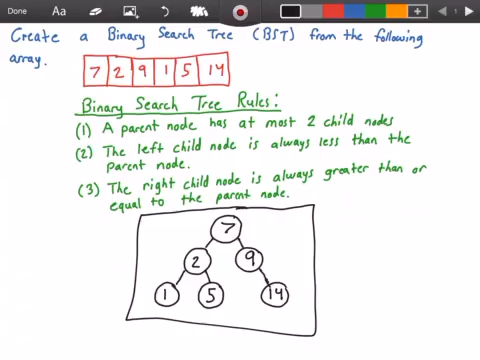 Done
Aa
1
Create a Binary Search Tree (BST) from the following
array.
7 2 9 1 5 14
Binary Search Tree Rules:
(1) A parent node has at most 2 child nodes
(2) The left child node is always less than the
parent node.
(3) The right child node is always greater than or
equal to the parent node.
7
2 9
1 5 14